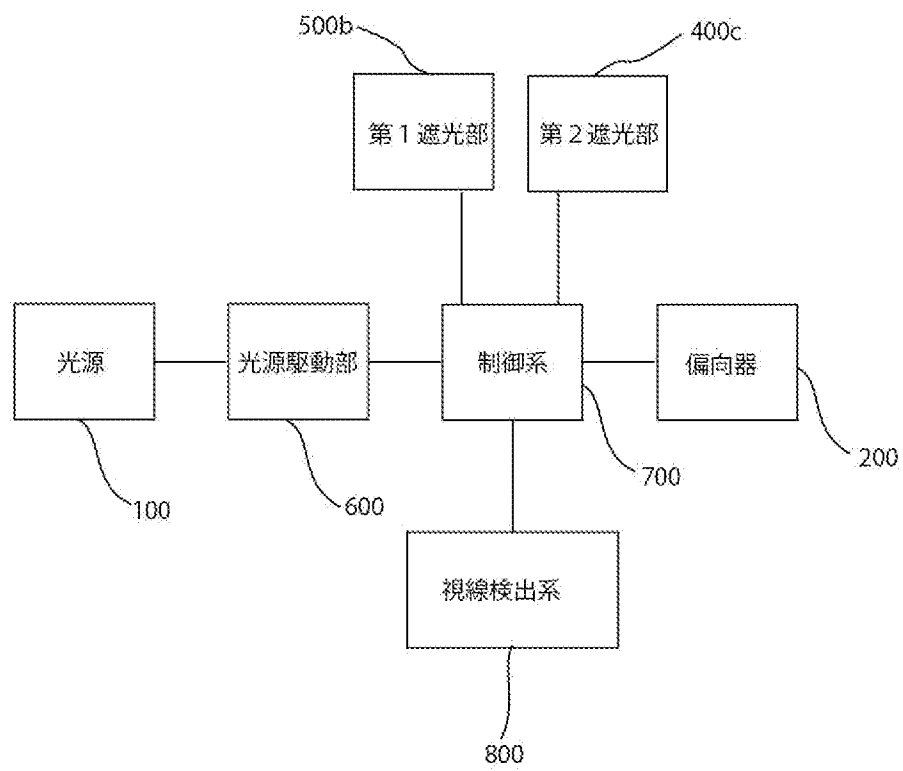 500b
400c
第1遮光部
第2遮光部
光源
光源駆動部
制御系
偏向器
100
600
700
200
視線検出系
800